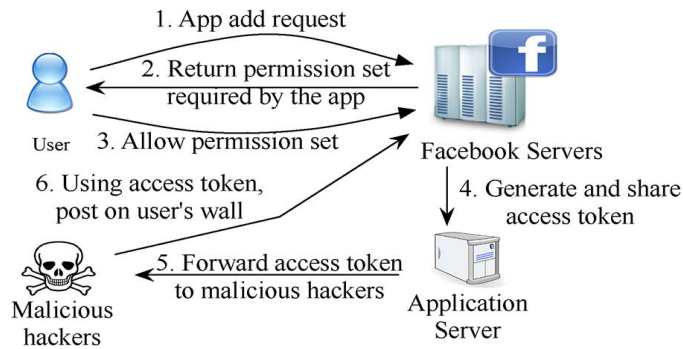 1. App add request
2. Return permission set
required by the app
User
3. Allow permission set
Facebook Servers
6. Using access token,
post on user's wall
4. Generate and share
access token
5. Forward access token
to malicious hackers
Malicious
hackers
Application
Server
f